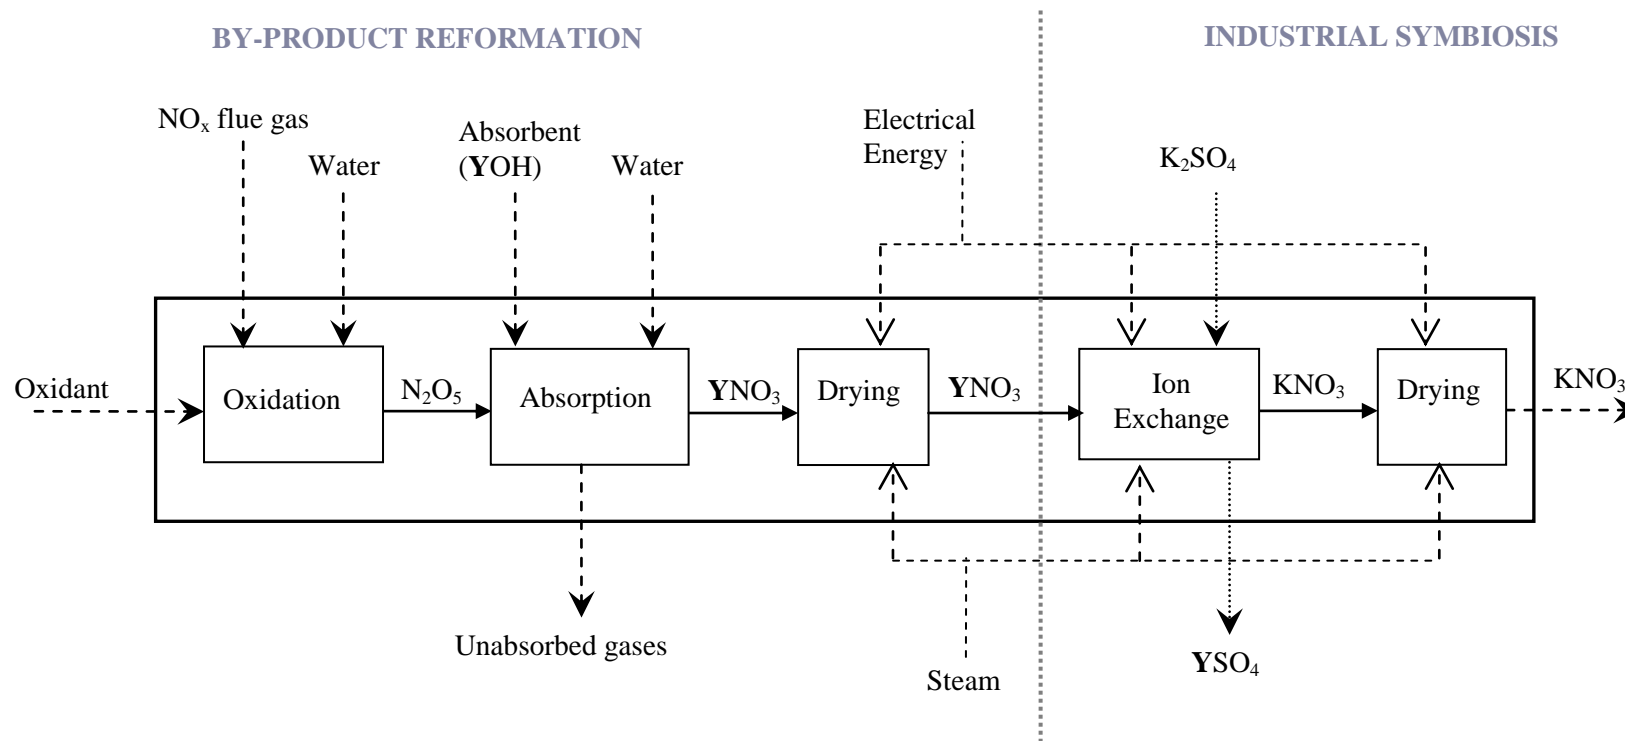 BY-PRODUCT REFORMATION
INDUSTRIAL SYMBIOSIS
NOₓ flue gas
Water
Absorbent
(YOH)
Water
Electrical
Energy
K₂SO₄
Oxidant
Oxidation
N₂O₅
Absorption
YNO₃
Drying
YNO₃
Ion
Exchange
KNO₃
Drying
KNO₃
Unabsorbed gases
Steam
YSO₄